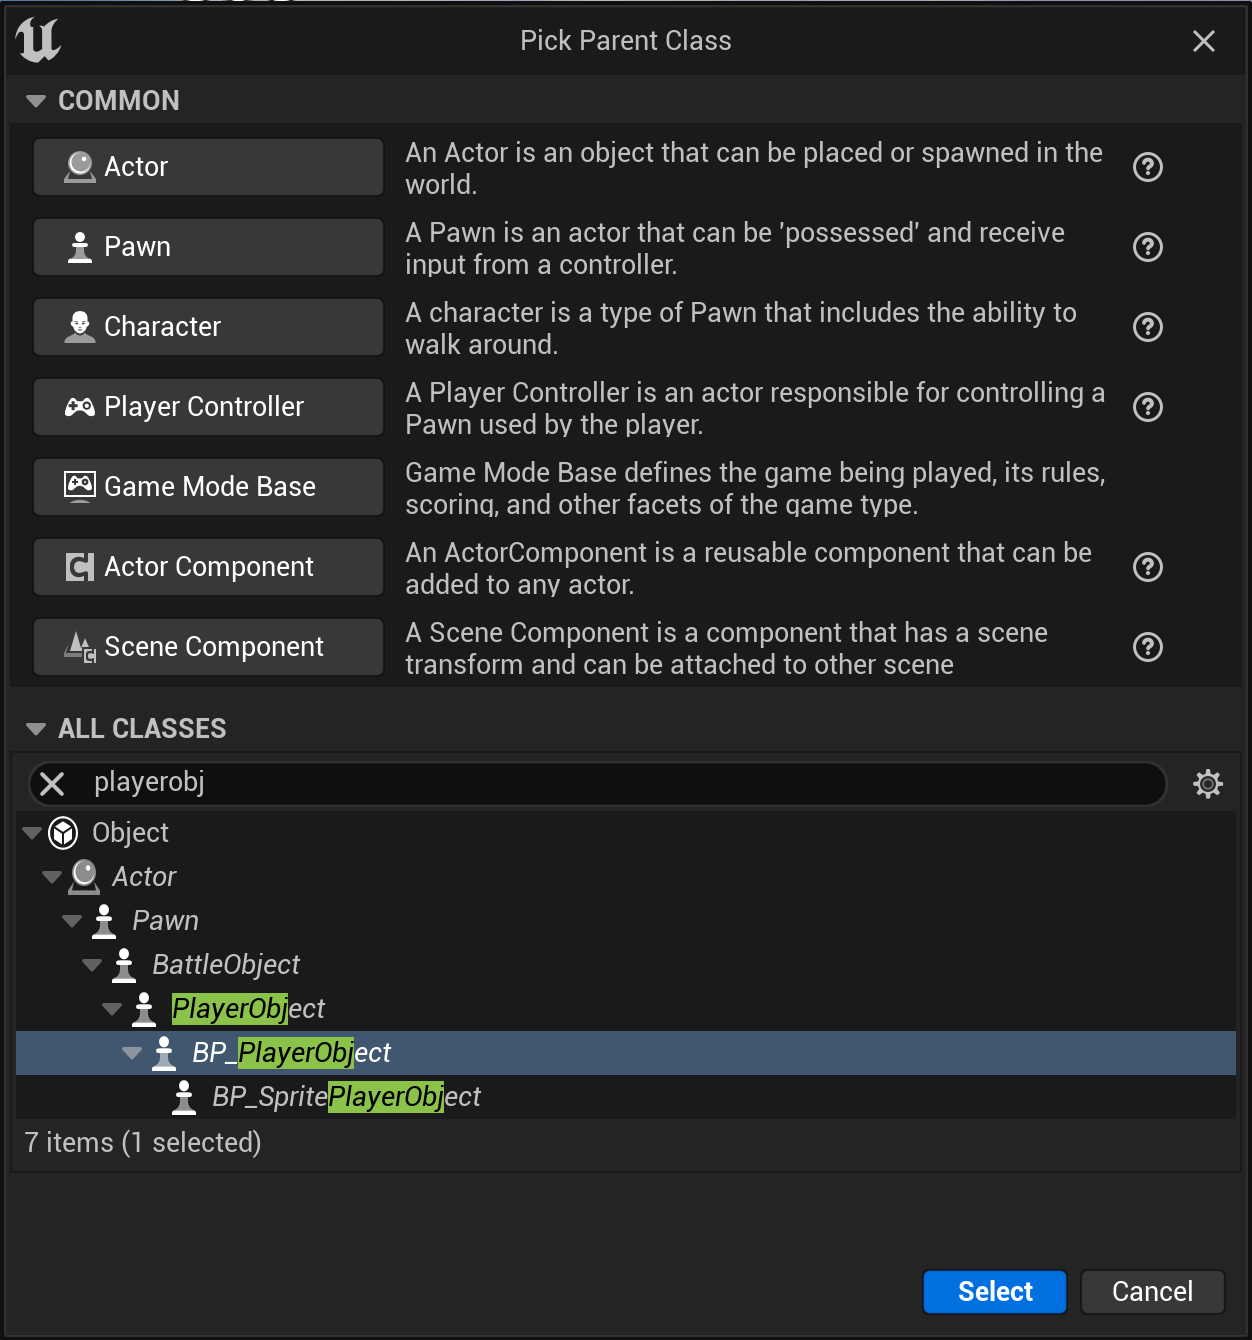 Pick Parent Class
COMMON
Actor
An Actor is an object that can be placed or spawned in the
world.
Pawn
A Pawn is an actor that can be 'possessed' and receive
input from a controller.
Character
A character is a type of Pawn that includes the ability to
walk around.
Player Controller
A Player Controller is an actor responsible for controlling a
Pawn used by the player.
Game Mode Base
Game Mode Base defines the game being played, its rules,
scoring, and other facets of the game type.
Actor Component
An ActorComponent is a reusable component that can be
added to any actor.
Scene Component
A Scene Component is a component that has a scene
transform and can be attached to other scene
ALL CLASSES
playerobj
Object
Actor
Pawn
BattleObject
PlayerObject
BP_PlayerObject
BP_SpritePlayerObject
7 items (1 selected)
Select
Cancel